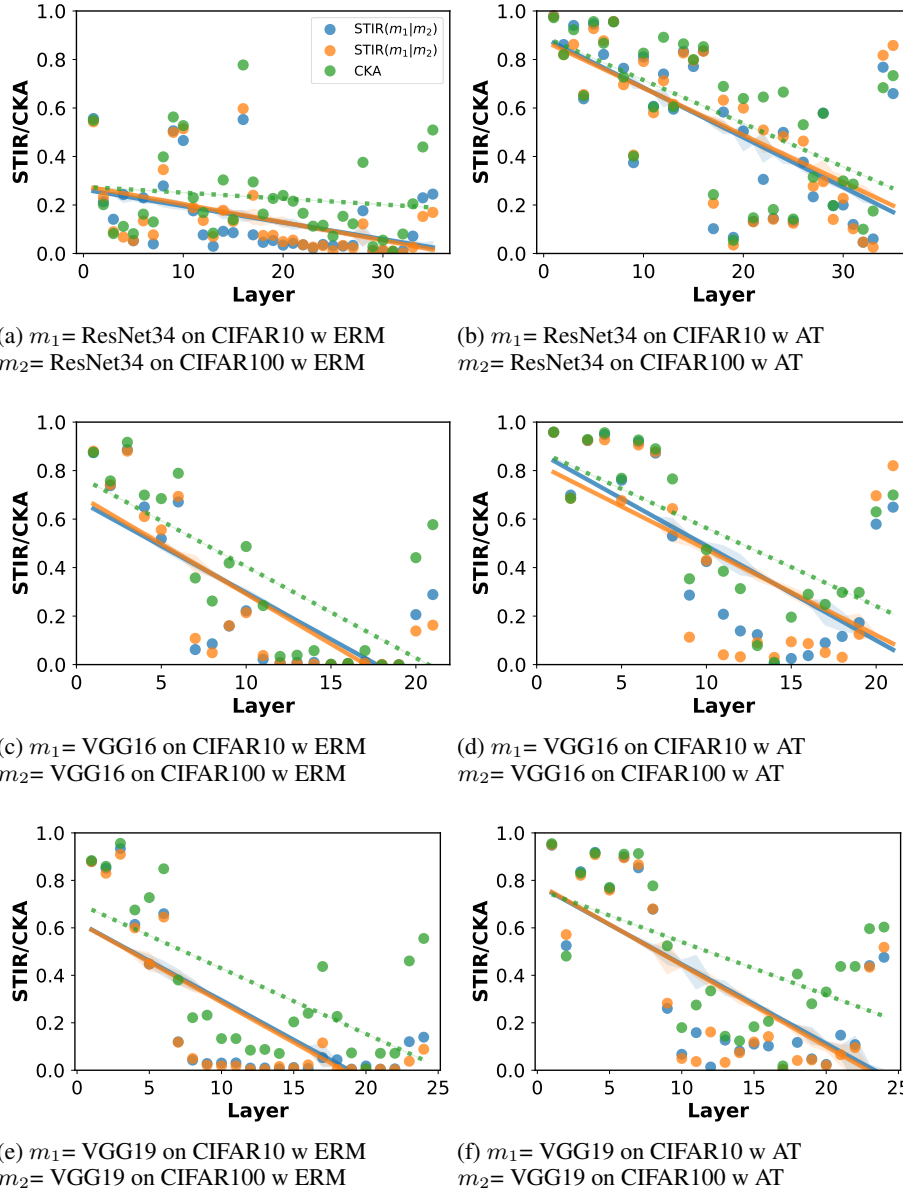 1.0
0.8
0.6
0.4
0.2
0.0
STIR/CKA
STIR(m₁|m₂)
STIR(m₁|m₂)
CKA
0 10 20 30
Layer
1.0
0.8
0.6
0.4
0.2
0.0
STIR/CKA
0 10 20 30
Layer
(a) m₁= ResNet34 on CIFAR10 w ERM
m₂= ResNet34 on CIFAR100 w ERM
(b) m₁= ResNet34 on CIFAR10 w AT
m₂= ResNet34 on CIFAR100 w AT
1.0
0.8
0.6
0.4
0.2
0.0
STIR/CKA
0 5 10 15 20
Layer
1.0
0.8
0.6
0.4
0.2
0.0
STIR/CKA
0 5 10 15 20
Layer
(c) m₁= VGG16 on CIFAR10 w ERM
m₂= VGG16 on CIFAR100 w ERM
(d) m₁= VGG16 on CIFAR10 w AT
m₂= VGG16 on CIFAR100 w AT
1.0
0.8
0.6
0.4
0.2
0.0
STIR/CKA
0 5 10 15 20 25
Layer
1.0
0.8
0.6
0.4
0.2
0.0
STIR/CKA
0 5 10 15 20 25
Layer
(e) m₁= VGG19 on CIFAR10 w ERM
m₂= VGG19 on CIFAR100 w ERM
(f) m₁= VGG19 on CIFAR10 w AT
m₂= VGG19 on CIFAR100 w AT